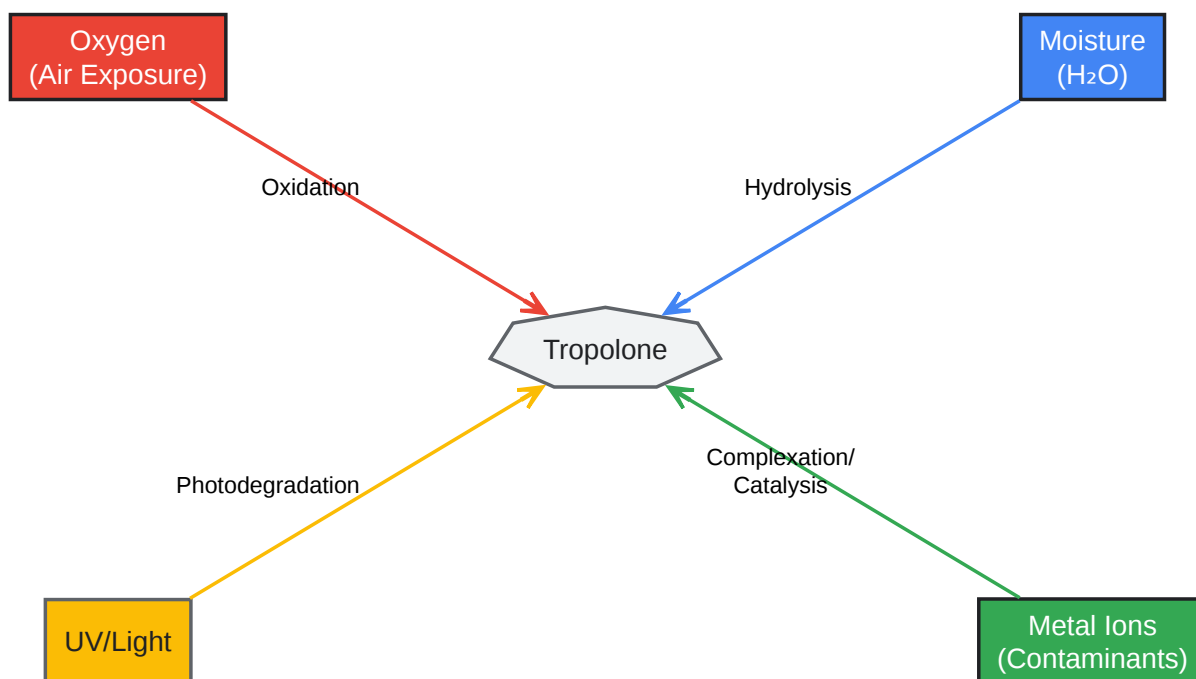 Oxygen
(Air Exposure)
Moisture
(H₂O)
Oxidation
Hydrolysis
Tropolone
Photodegradation
Complexation/
Catalysis
UV/Light
Metal Ions
(Contaminants)